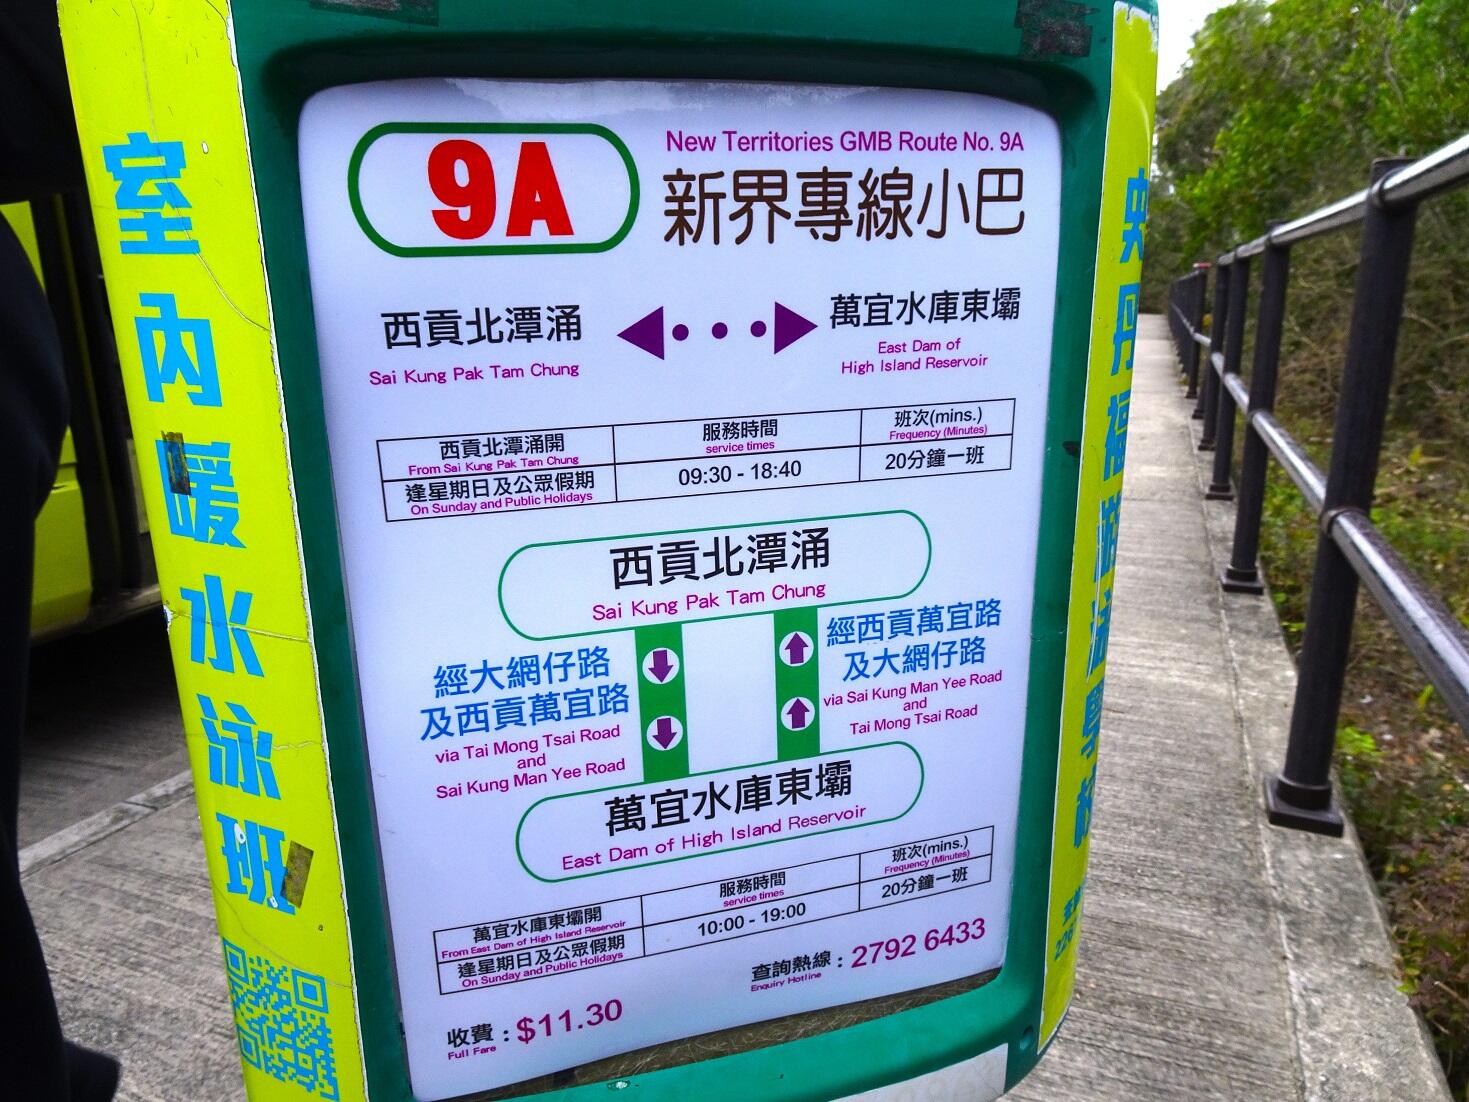 9A
New Territories GMB Route No. 9A
新界專線小巴
西貢北潭涌
Sai Kung Pak Tam Chung
萬宜水庫東壩
East Dam of
High Island Reservoir
西貢北潭涌開
From Sai Kung Pak Tam Chung
服務時間
service times
班次(mins.)
Frequency (Minutes)
逢星期日及公眾假期
On Sunday and Public Holidays
09:30 - 18:40
20分鐘一班
西貢北潭涌
Sai Kung Pak Tam Chung
經大網仔路
及西貢萬宜路
via Tai Mong Tsai Road
and
Sai Kung Man Yee Road
經西貢萬宜路
及大網仔路
via Sai Kung Man Yee Road
and
Tai Mong Tsai Road
萬宜水庫東壩
East Dam of High Island Reservoir
萬宜水庫東壩開
From East Dam of High Island Reservoir
服務時間
service times
班次(mins.)
Frequency (Minutes)
逢星期日及公眾假期
On Sunday and Public Holidays
10:00 - 19:00
20分鐘一班
查詢熱線 : 2792 6433
Enquiry Hotline
收費 : $11.30
Full Fare
室內暖水泳班
史丹福游泳學校